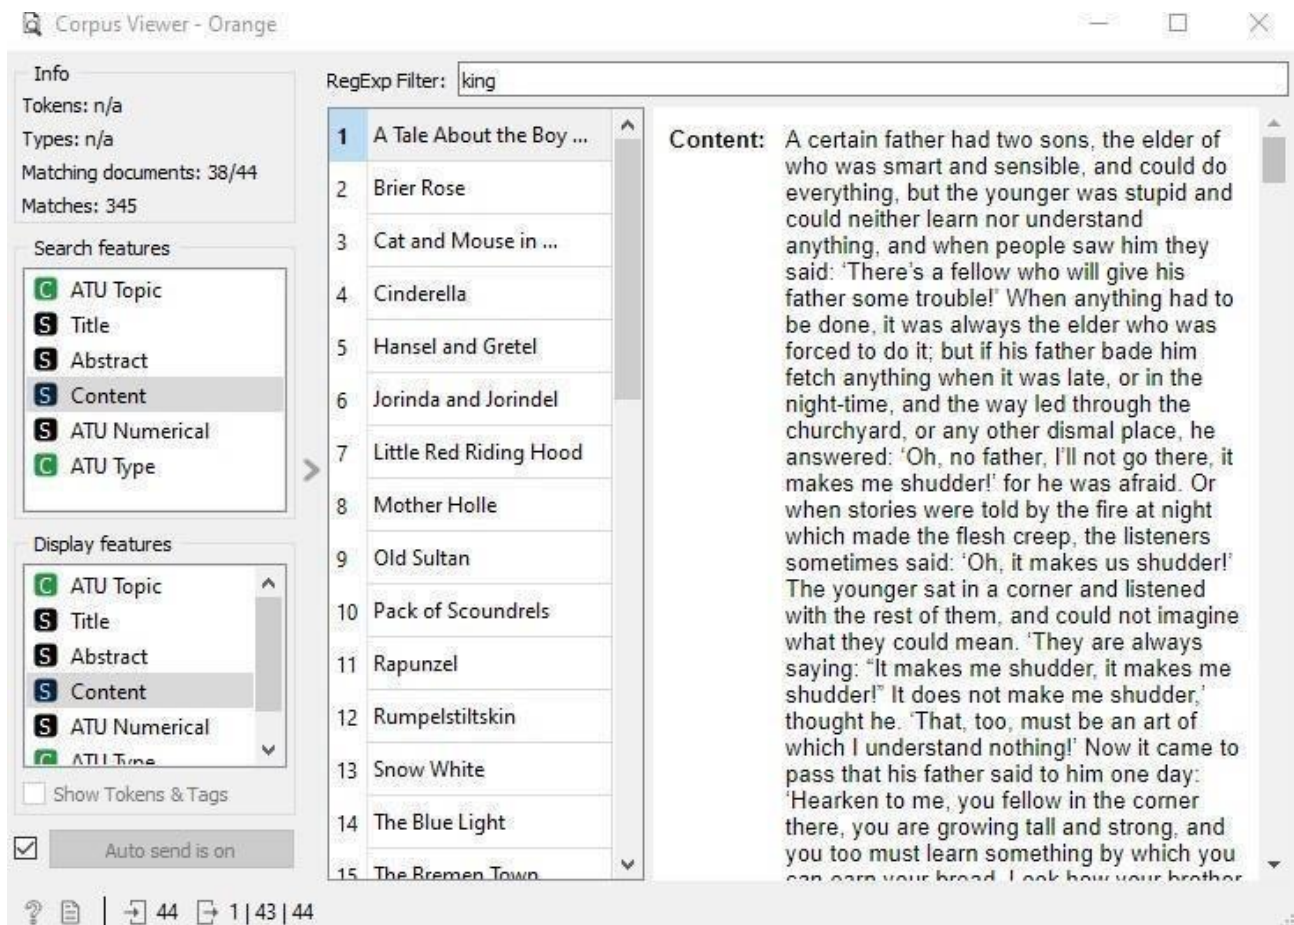 Corpus Viewer - Orange
Info
Tokens: n/a
Types: n/a
Matching documents: 38/44
Matches: 345
Search features
C ATU Topic
S Title
S Abstract
S Content
S ATU Numerical
C ATU Type
Display features
C ATU Topic
S Title
S Abstract
S Content
S ATU Numerical
C ATU Type
Show Tokens & Tags
Auto send is on
? 44 1 | 43 | 44
RegExp Filter: king
1 A Tale About the Boy ...
2 Brier Rose
3 Cat and Mouse in ...
4 Cinderella
5 Hansel and Gretel
6 Jorinda and Jorindel
7 Little Red Riding Hood
8 Mother Holle
9 Old Sultan
10 Pack of Scoundrels
11 Rapunzel
12 Rumpelstiltskin
13 Snow White
14 The Blue Light
15 The Bremen Town
Content: A certain father had two sons, the elder of
who was smart and sensible, and could do
everything, but the younger was stupid and
could neither learn nor understand
anything, and when people saw him they
said: ‘There’s a fellow who will give his
father some trouble!’ When anything had to
be done, it was always the elder who was
forced to do it; but if his father bade him
fetch anything when it was late, or in the
night-time, and the way led through the
churchyard, or any other dismal place, he
answered: ‘Oh, no father, I’ll not go there, it
makes me shudder!’ for he was afraid. Or
when stories were told by the fire at night
which made the flesh creep, the listeners
sometimes said: ‘Oh, it makes us shudder!’
The younger sat in a corner and listened
with the rest of them, and could not imagine
what they could mean. ‘They are always
saying: “It makes me shudder, it makes me
shudder!” It does not make me shudder,’
thought he. ‘That, too, must be an art of
which I understand nothing!’ Now it came to
pass that his father said to him one day:
‘Hearken to me, you fellow in the corner
there, you are growing tall and strong, and
you too must learn something by which you
can earn your bread. Look how your brother